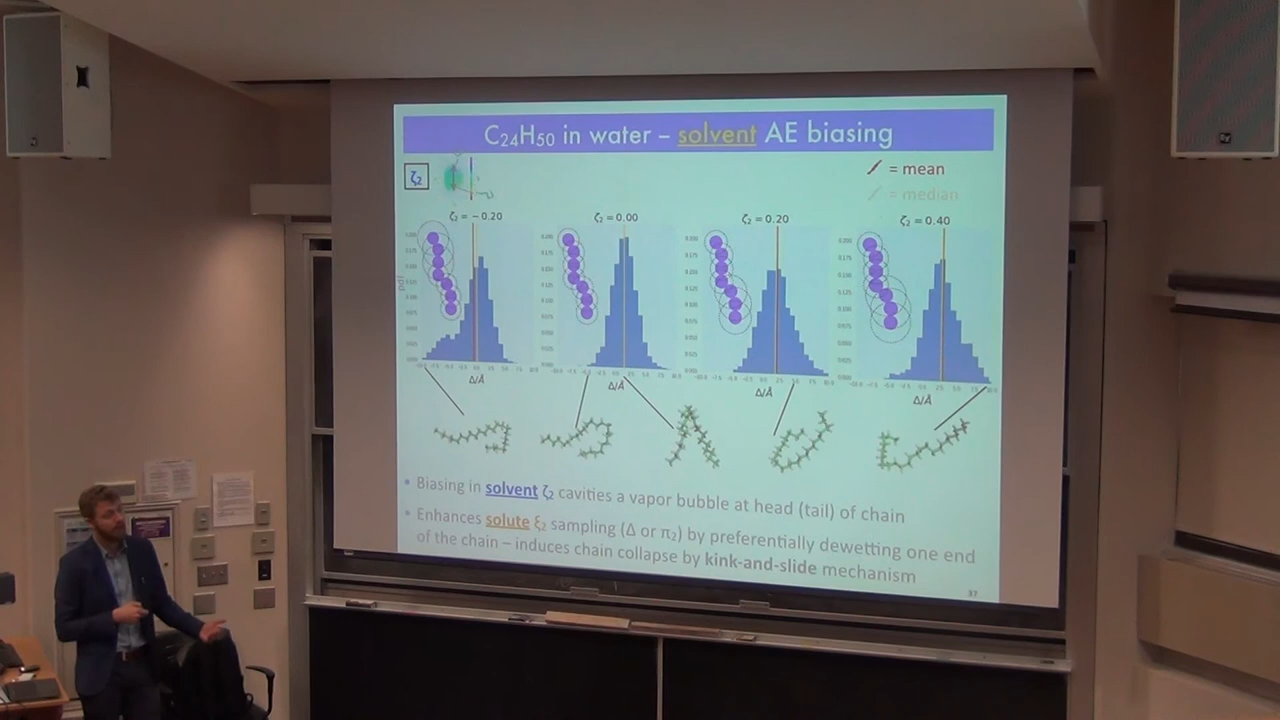 C₂₄H₅₀ in water – solvent AE biasing
ζ₂
= mean
= median
ζ₂ = −0.20
ζ₂ = 0.00
ζ₂ = 0.20
ζ₂ = 0.40
pdf
Δ/Å
Δ/Å
Δ/Å
Δ/Å
• Biasing in solvent ζ₂ cavities a vapor bubble at head (tail) of chain
• Enhances solute ξ₂ sampling (Δ or π₂) by preferentially dewetting one end
of the chain – induces chain collapse by kink-and-slide mechanism
37